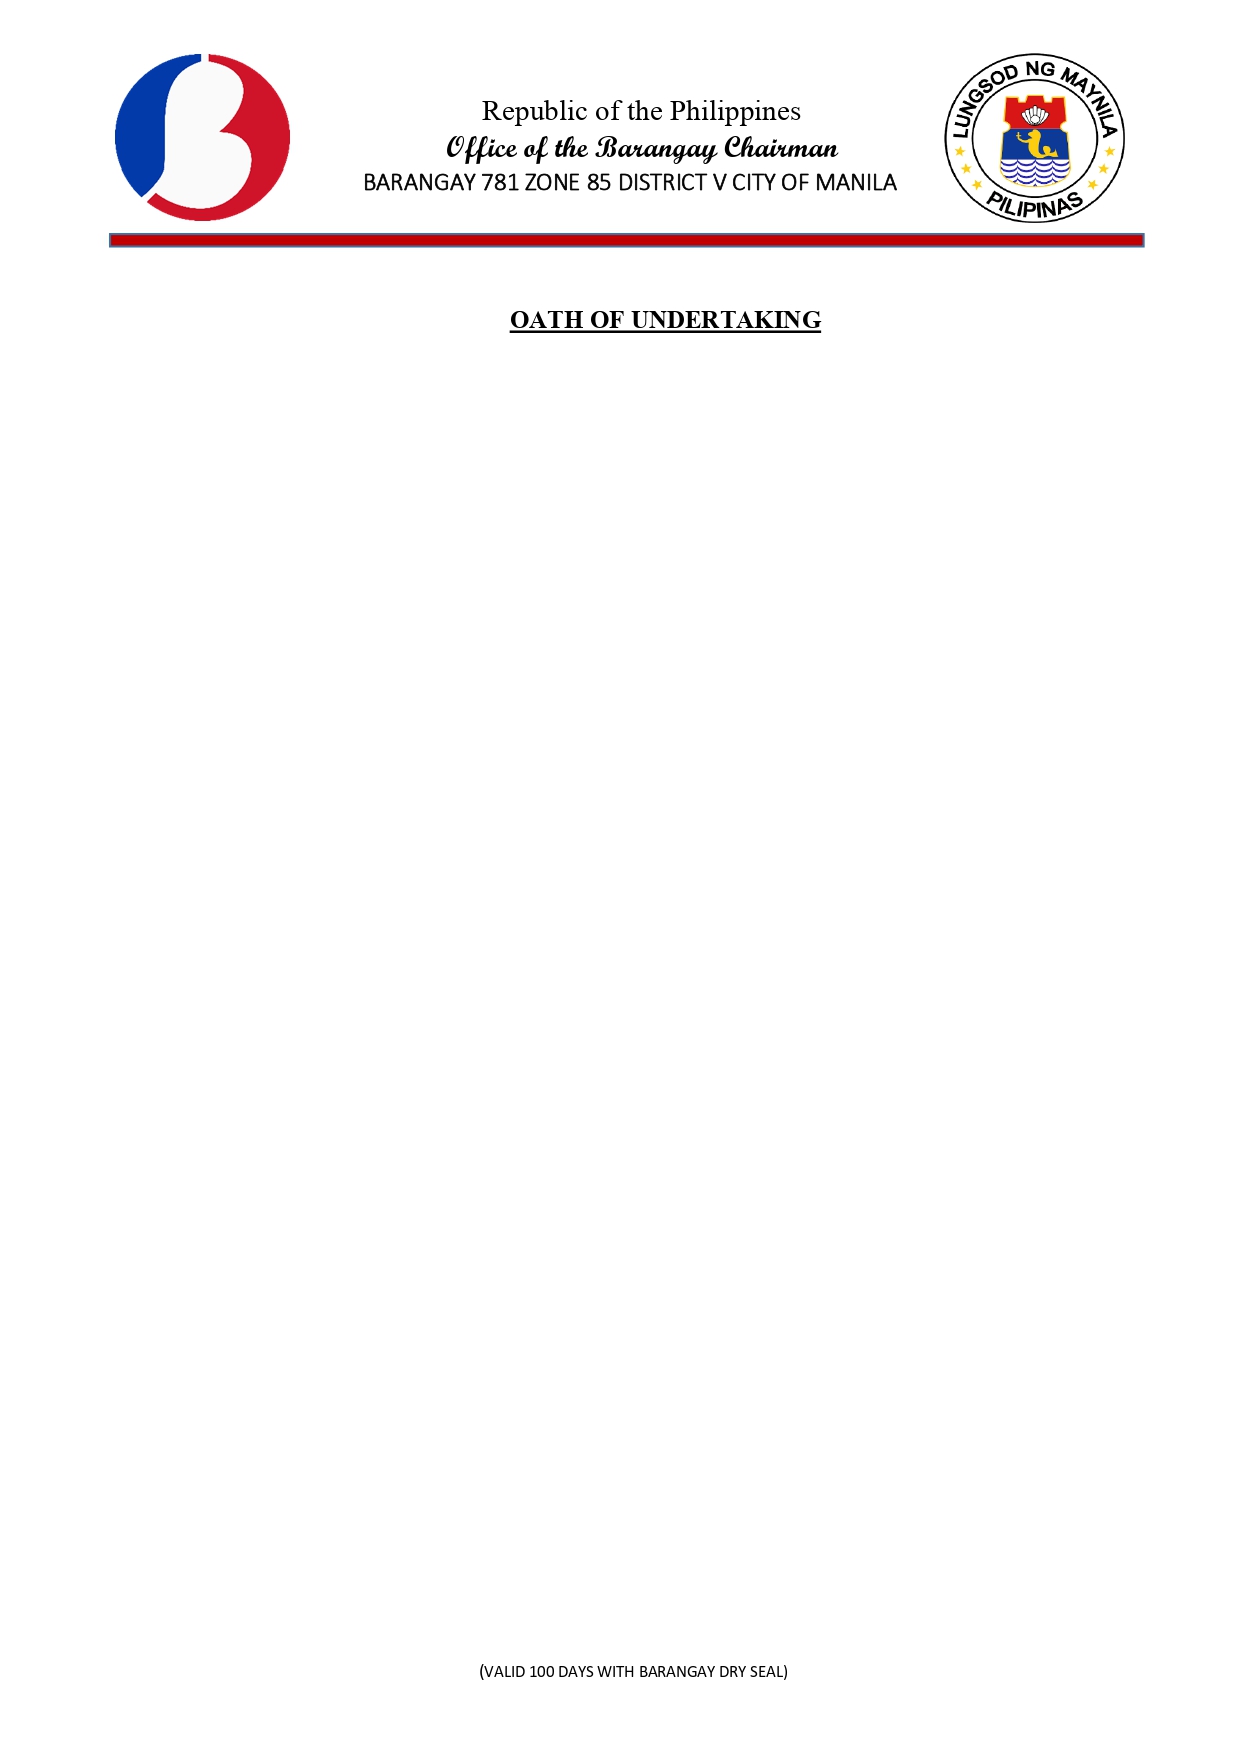 Republic of the Philippines
Office of the Barangay Chairman
BARANGAY 781 ZONE 85 DISTRICT V CITY OF MANILA
LUNGSOD NG MAYNILA
PILIPINAS
OATH OF UNDERTAKING
(VALID 100 DAYS WITH BARANGAY DRY SEAL)